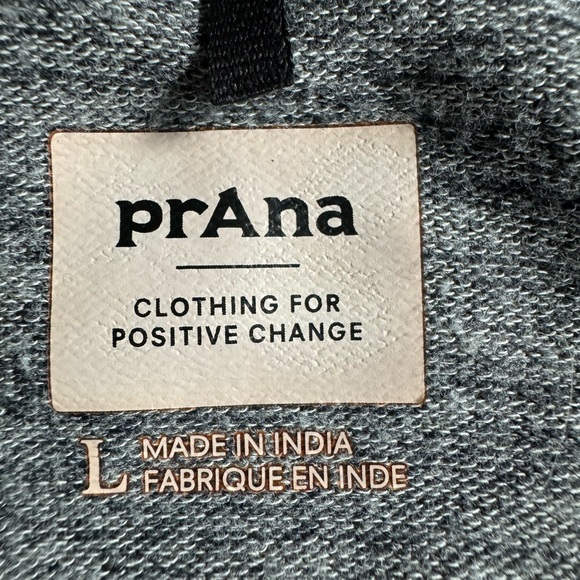 prAna
CLOTHING FOR
POSITIVE CHANGE
L MADE IN INDIA
FABRIQUE EN INDE